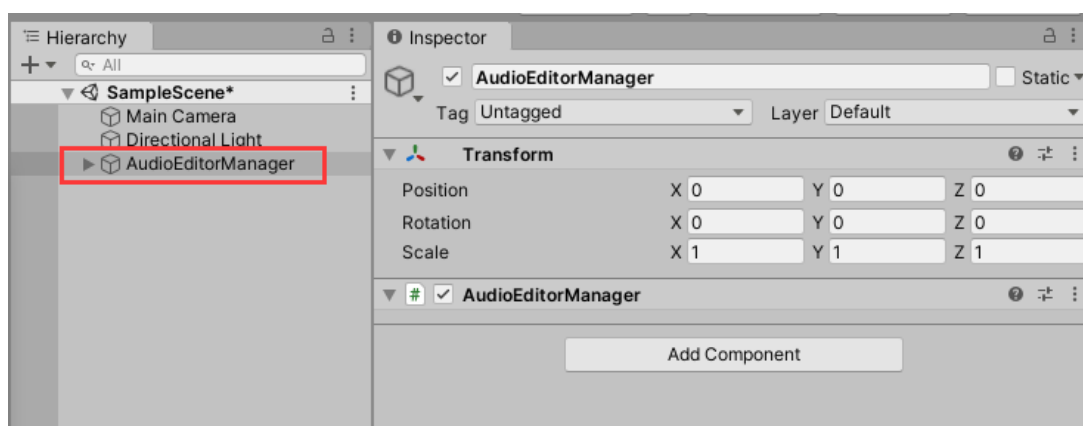 Hierarchy
All
SampleScene*
Main Camera
Directional Light
AudioEditorManager
Inspector
AudioEditorManager
Static
Tag Untagged Layer Default
Transform
Position X 0 Y 0 Z 0
Rotation X 0 Y 0 Z 0
Scale X 1 Y 1 Z 1
# AudioEditorManager
Add Component